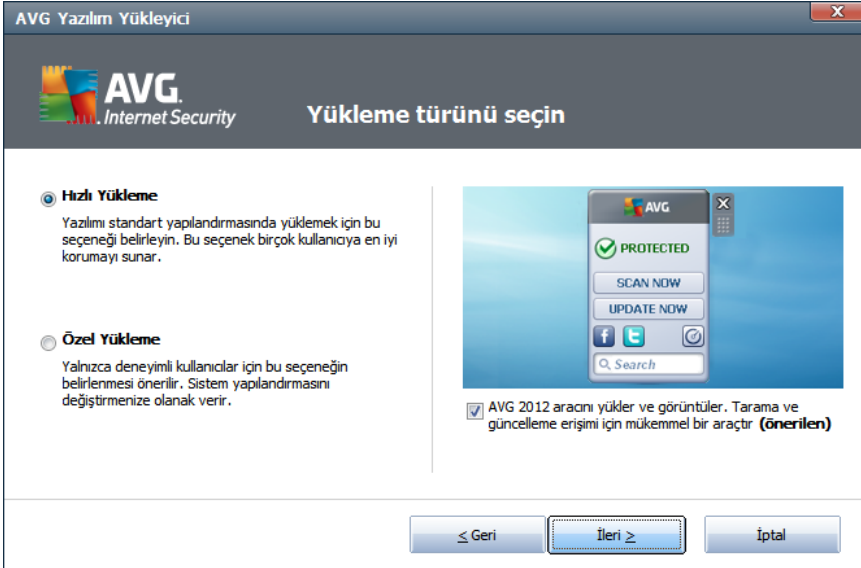 AVG Yazılım Yükleyici
AVG.
Internet Security
Yükleme türünü seçin
Hızlı Yükleme
Yazılımı standart yapılandırmasında yüklemek için bu
seçeneği belirleyin. Bu seçenek birçok kullanıcıya en iyi
korumayı sunar.
Özel Yükleme
Yalnızca deneyimli kullanıcılar için bu seçeneğin
belirlenmesi önerilir. Sistem yapılandırmasını
değiştirmenize olanak verir.
AVG
PROTECTED
SCAN NOW
UPDATE NOW
Search
AVG 2012 aracını yükler ve görüntüler. Tarama ve
güncelleme erişimi için mükemmel bir araçtır (önerilen)
< Geri
İleri >
İptal